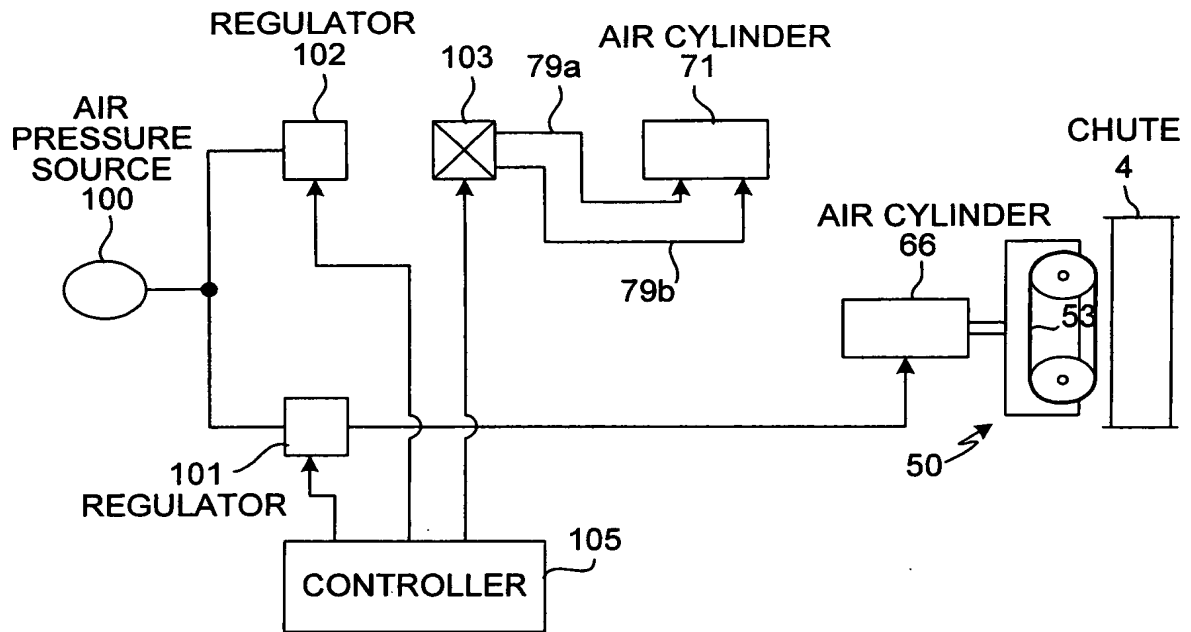 REGULATOR
102
103
79a
AIR CYLINDER
71
AIR
PRESSURE
SOURCE
100
CHUTE
4
AIR CYLINDER
66
79b
53
101
REGULATOR
50
105
CONTROLLER